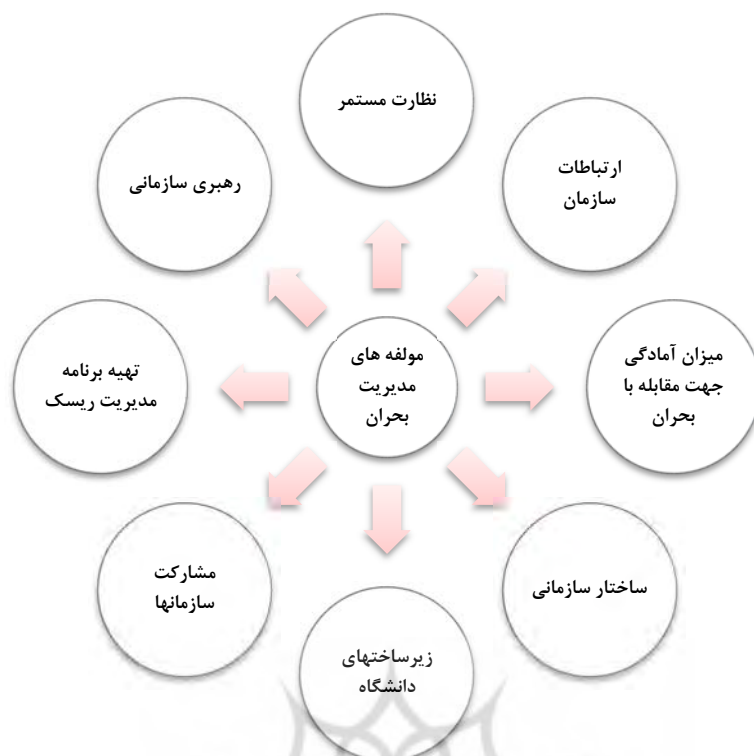 نظارت مستمر
ارتباطات
سازمان
میزان آمادگی
جهت مقابله با
بحران
ساختار سازمانی
زیرساختهای
دانشگاه
مشارکت
سازمانها
تهیه برنامه
مدیریت ریسک
رهبری سازمانی
مولفه های
مدیریت
بحران